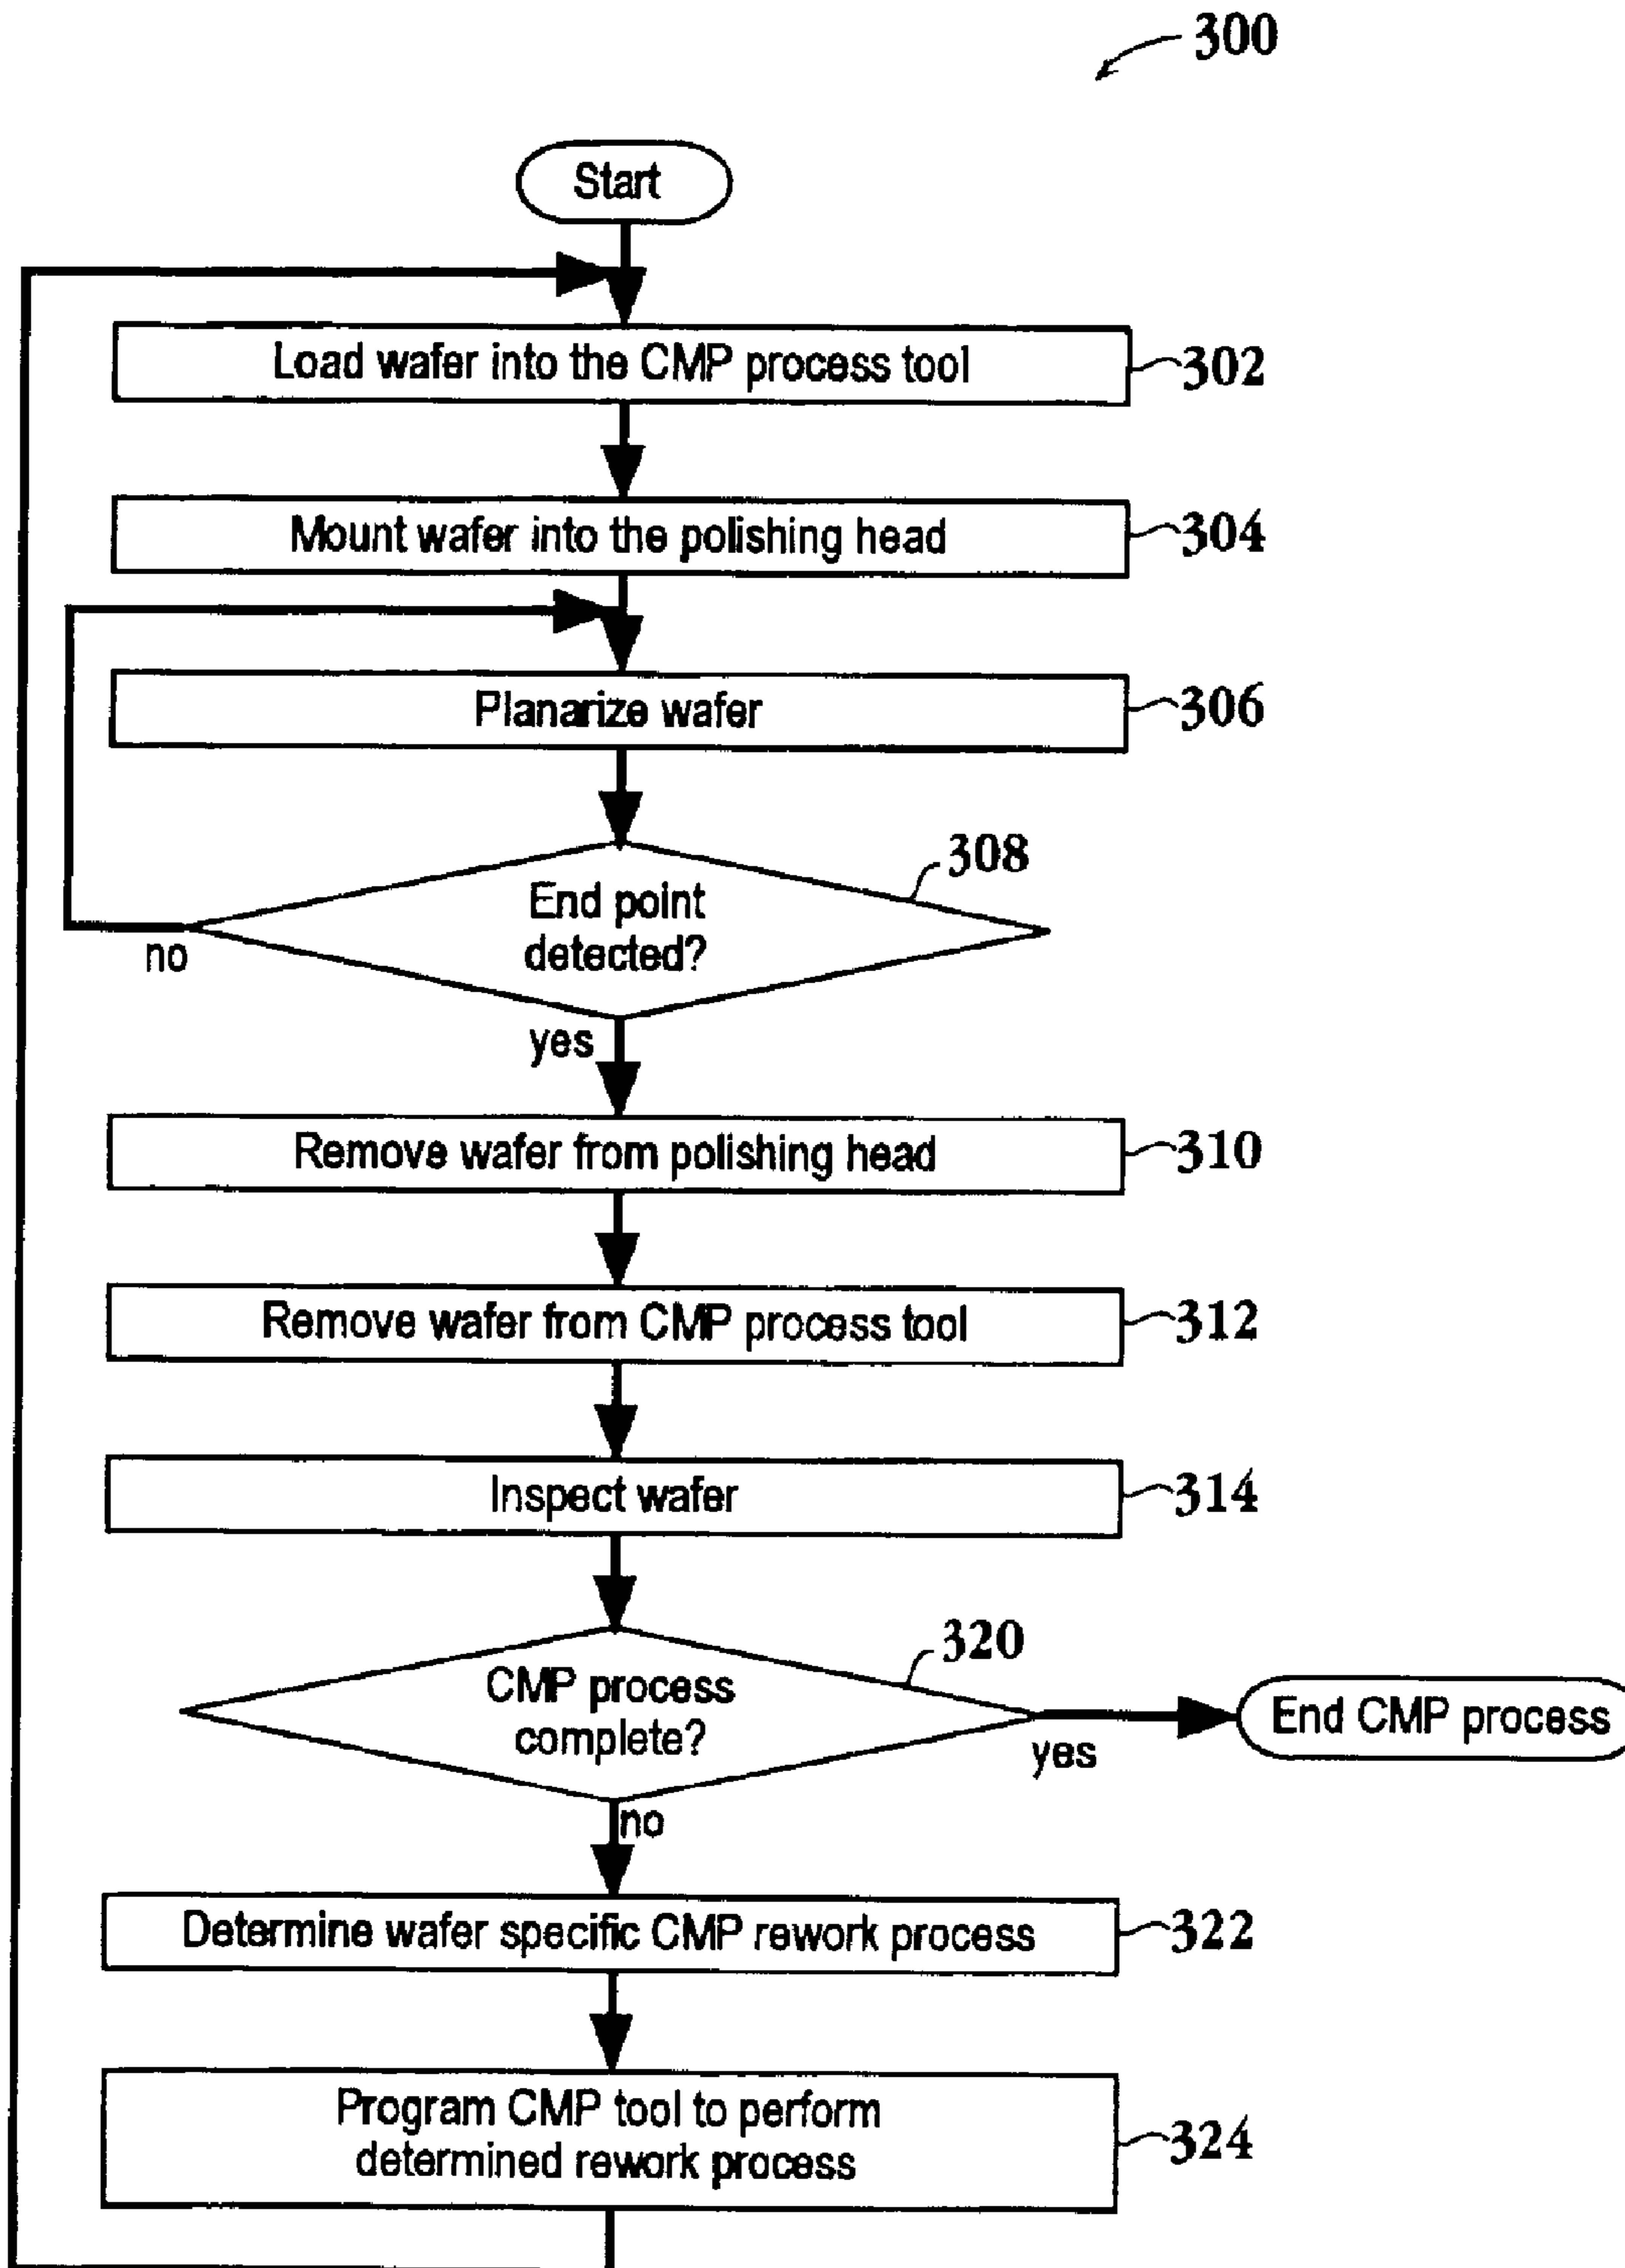 300
Start
Load wafer into the CMP process tool
302
Mount wafer into the polishing head
304
Planarize wafer
306
308
End point
detected?
no
yes
Remove wafer from polishing head
310
Remove wafer from CMP process tool
312
Inspect wafer
314
320
CMP process
complete?
End CMP process
yes
no
Determine wafer specific CMP rework process
322
Program CMP tool to perform
determined rework process
324